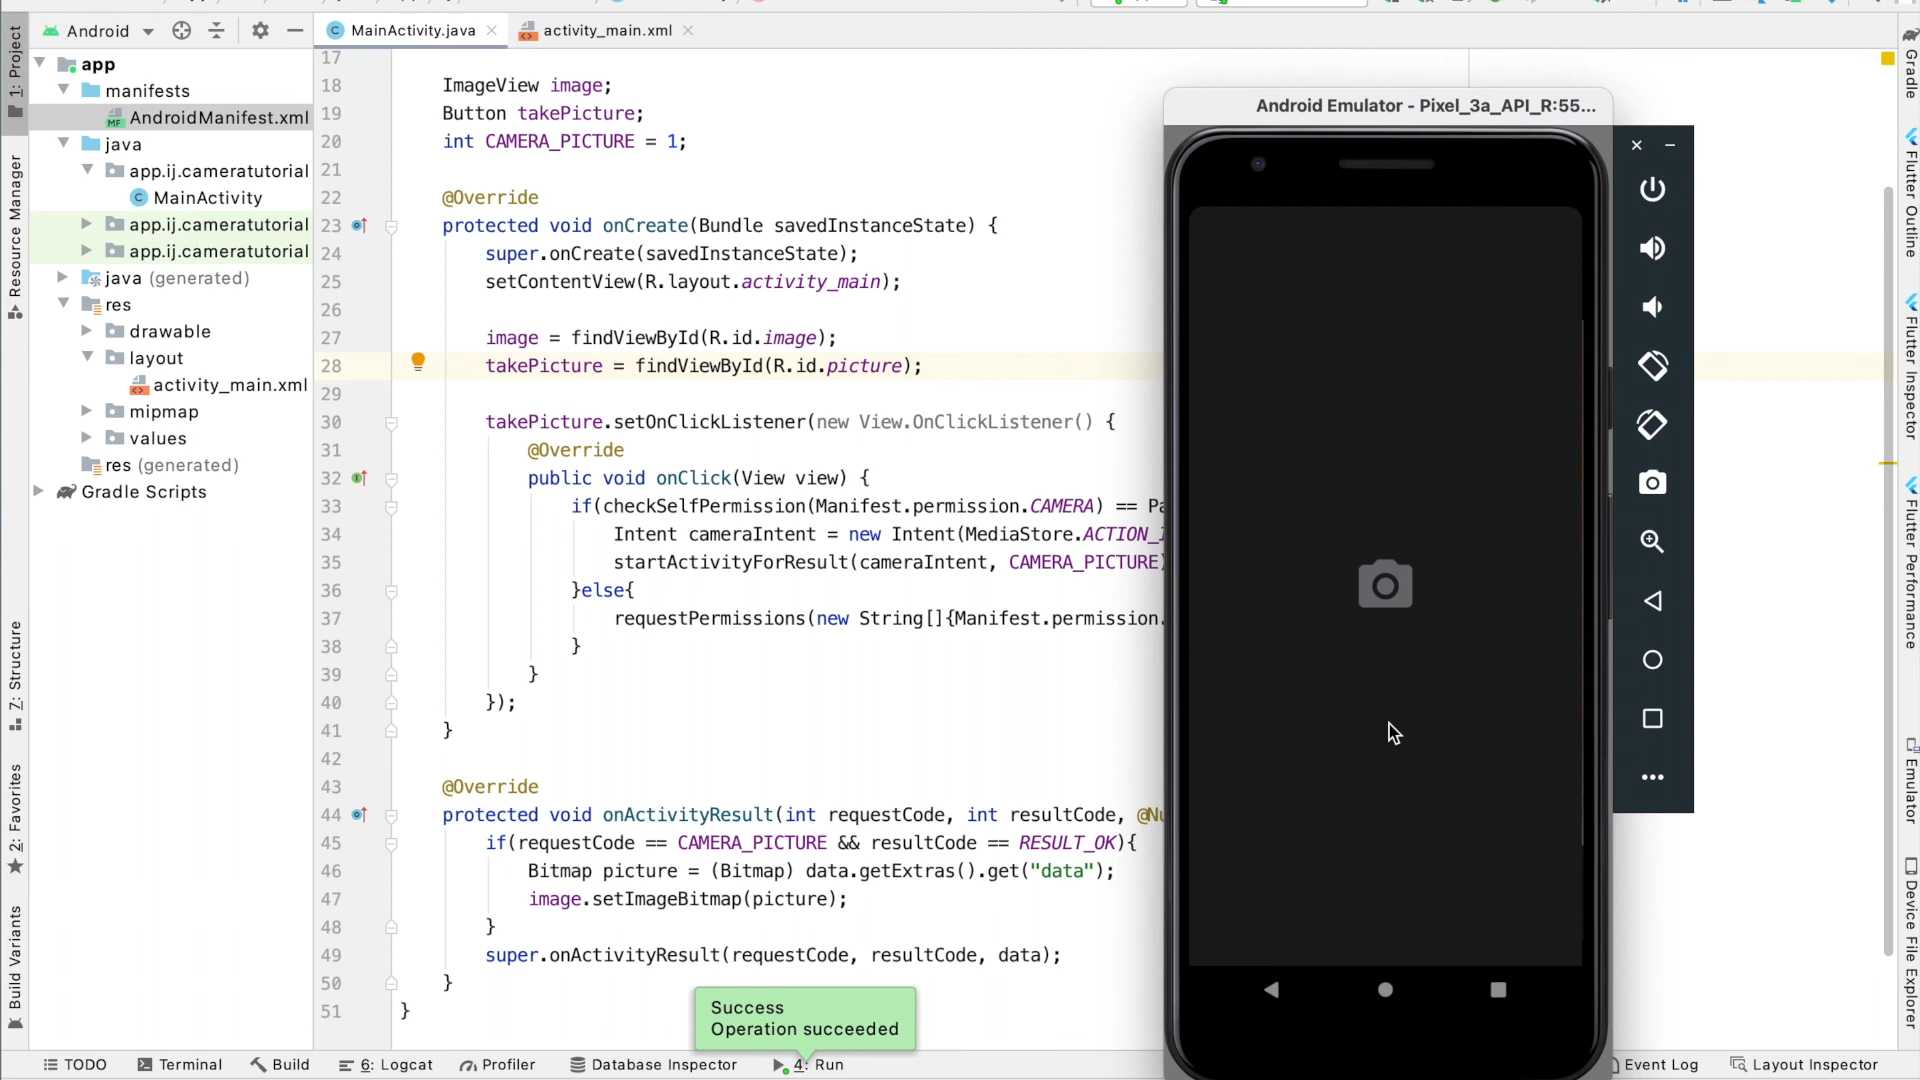 Android
MainActivity.java
activity_main.xml
1: Project
Resource Manager
Z: Structure
2: Favorites
Build Variants
app
manifests
AndroidManifest.xml
java
app.ij.cameratutorial
MainActivity
app.ij.cameratutorial
app.ij.cameratutorial
java (generated)
res
drawable
layout
activity_main.xml
mipmap
values
res (generated)
Gradle Scripts
17
18 ImageView image;
19 Button takePicture;
20 int CAMERA_PICTURE = 1;
21
22 @Override
23 protected void onCreate(Bundle savedInstanceState) {
24 super.onCreate(savedInstanceState);
25 setContentView(R.layout.activity_main);
26
27 image = findViewById(R.id.image);
28 takePicture = findViewById(R.id.picture);
29
30 takePicture.setOnClickListener(new View.OnClickListener() {
31 @Override
32 public void onClick(View view) {
33 if(checkSelfPermission(Manifest.permission.CAMERA) == Pa
34 Intent cameraIntent = new Intent(MediaStore.ACTION_I
35 startActivityForResult(cameraIntent, CAMERA_PICTURE)
36 }else{
37 requestPermissions(new String[]{Manifest.permission.
38 }
39 }
40 });
41 }
42
43 @Override
44 protected void onActivityResult(int requestCode, int resultCode, @Nu
45 if(requestCode == CAMERA_PICTURE && resultCode == RESULT_OK){
46 Bitmap picture = (Bitmap) data.getExtras().get("data");
47 image.setImageBitmap(picture);
48 }
49 super.onActivityResult(requestCode, resultCode, data);
50 }
51 }
Success
Operation succeeded
Android Emulator - Pixel_3a_API_R:55...
Gradle
Flutter Outline
Flutter Inspector
Flutter Performance
Emulator
Device File Explorer
TODO
Terminal
Build
6: Logcat
Profiler
Database Inspector
4: Run
Event Log
Layout Inspector